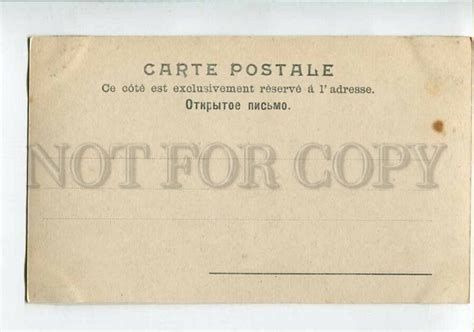 CARTE POSTALE
Ce côté est exclusivement réservé á l'adresse.
Открытое письмо.
NOT FOR COPY